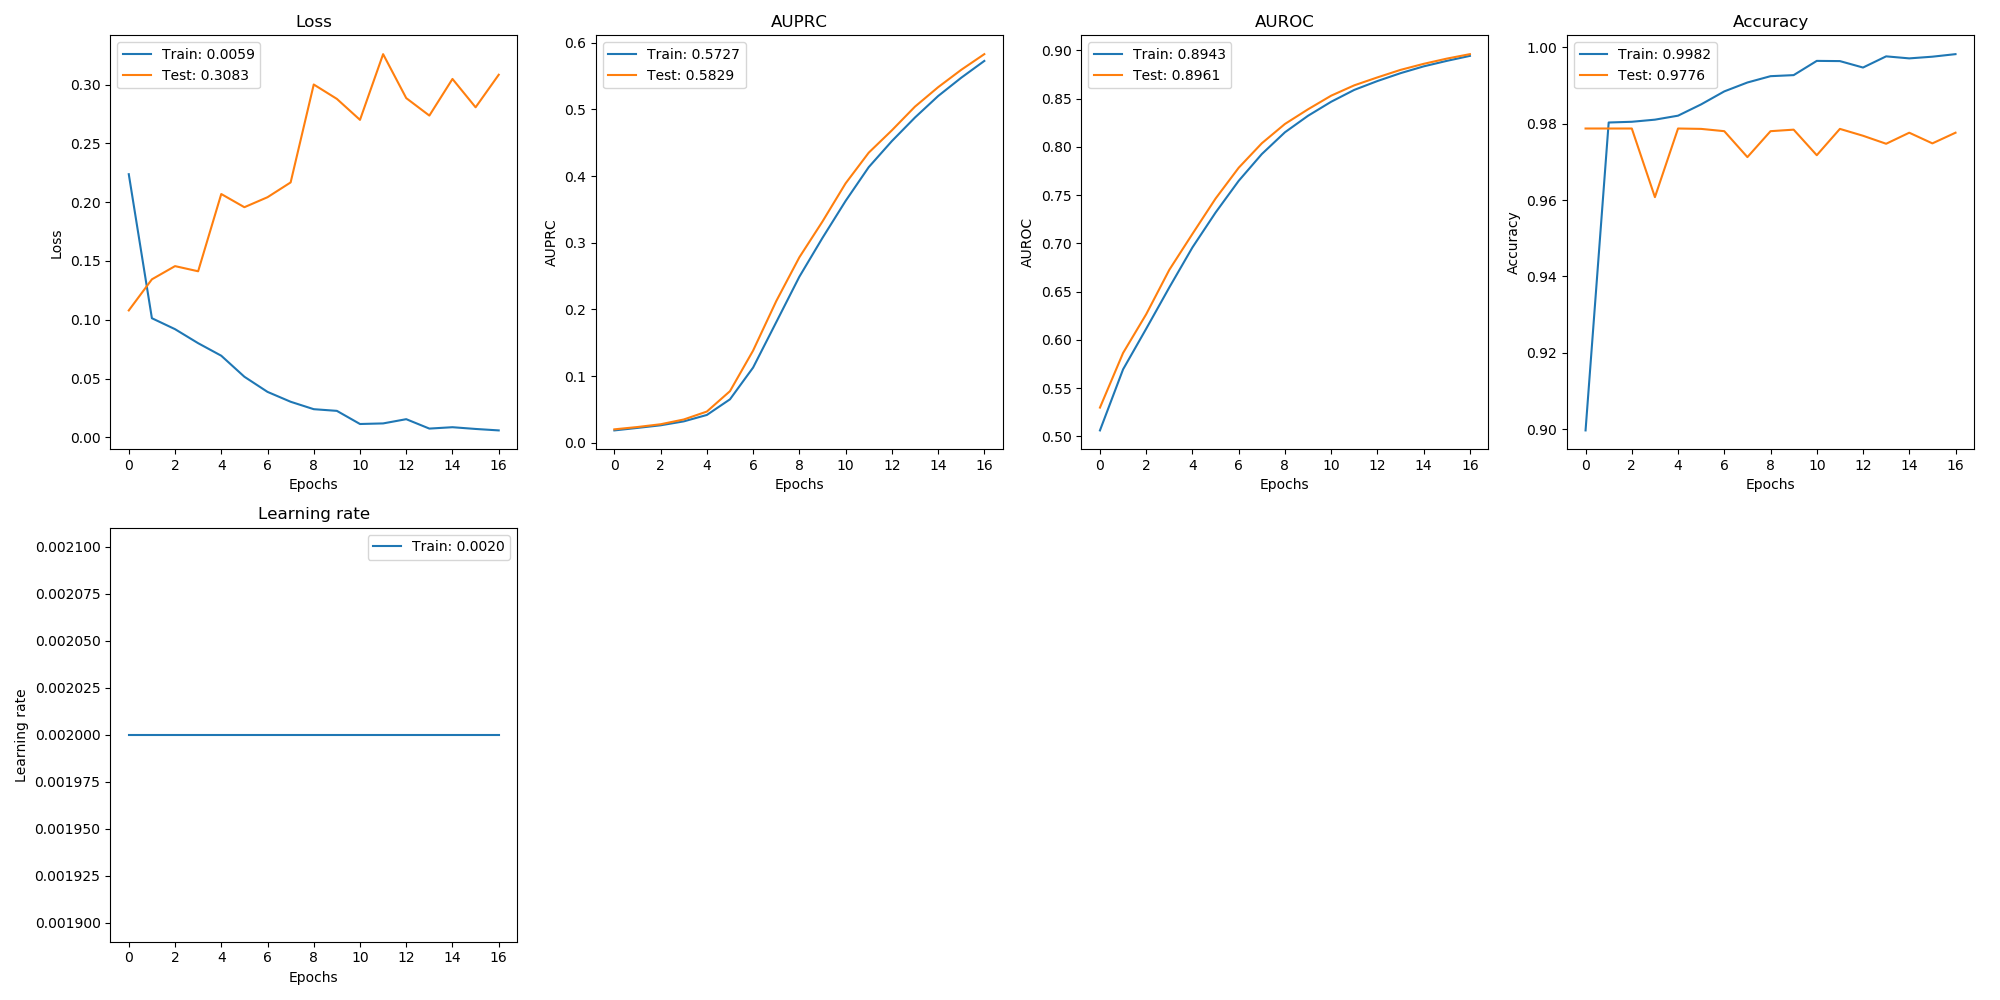 Loss
Train: 0.0059
Test: 0.3083
0.30
0.25
0.20
0.15
0.10
0.05
0.00
Loss
0 2 4 6 8 10 12 14 16
Epochs
AUPRC
Train: 0.5727
Test: 0.5829
0.6
0.5
0.4
0.3
0.2
0.1
0.0
AUPRC
0 2 4 6 8 10 12 14 16
Epochs
AUROC
Train: 0.8943
Test: 0.8961
0.90
0.85
0.80
0.75
0.70
0.65
0.60
0.55
0.50
AUROC
0 2 4 6 8 10 12 14 16
Epochs
Accuracy
Train: 0.9982
Test: 0.9776
1.00
0.98
0.96
0.94
0.92
0.90
Accuracy
0 2 4 6 8 10 12 14 16
Epochs
Learning rate
Train: 0.0020
0.002100
0.002075
0.002050
0.002025
0.002000
0.001975
0.001950
0.001925
0.001900
Learning rate
0 2 4 6 8 10 12 14 16
Epochs